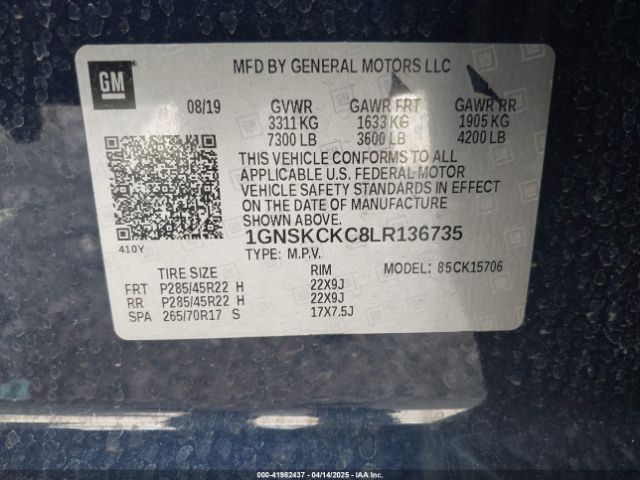 GM
MFD BY GENERAL MOTORS LLC
08/19 GVWR GAWR FRT GAWR RR
3311 KG 1633 KG 1905 KG
7300 LB 3600 LB 4200 LB
THIS VEHICLE CONFORMS TO ALL
APPLICABLE U.S. FEDERAL MOTOR
VEHICLE SAFETY STANDARDS IN EFFECT
ON THE DATE OF MANUFACTURE
SHOWN ABOVE.
1GNSKCKC8LR136735
410Y
TYPE: M.P.V. MODEL: 85CK15706
TIRE SIZE RIM
FRT P285/45R22 H 22X9J
RR P285/45R22 H 22X9J
SPA 265/70R17 S 17X7.5J
000-41982437 - 04/14/2025 - IAAI.COM